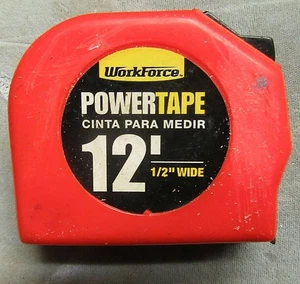 WORKFORCE
POWERTAPE
CINTA PARA MEDIR
12'
1/2" WIDE